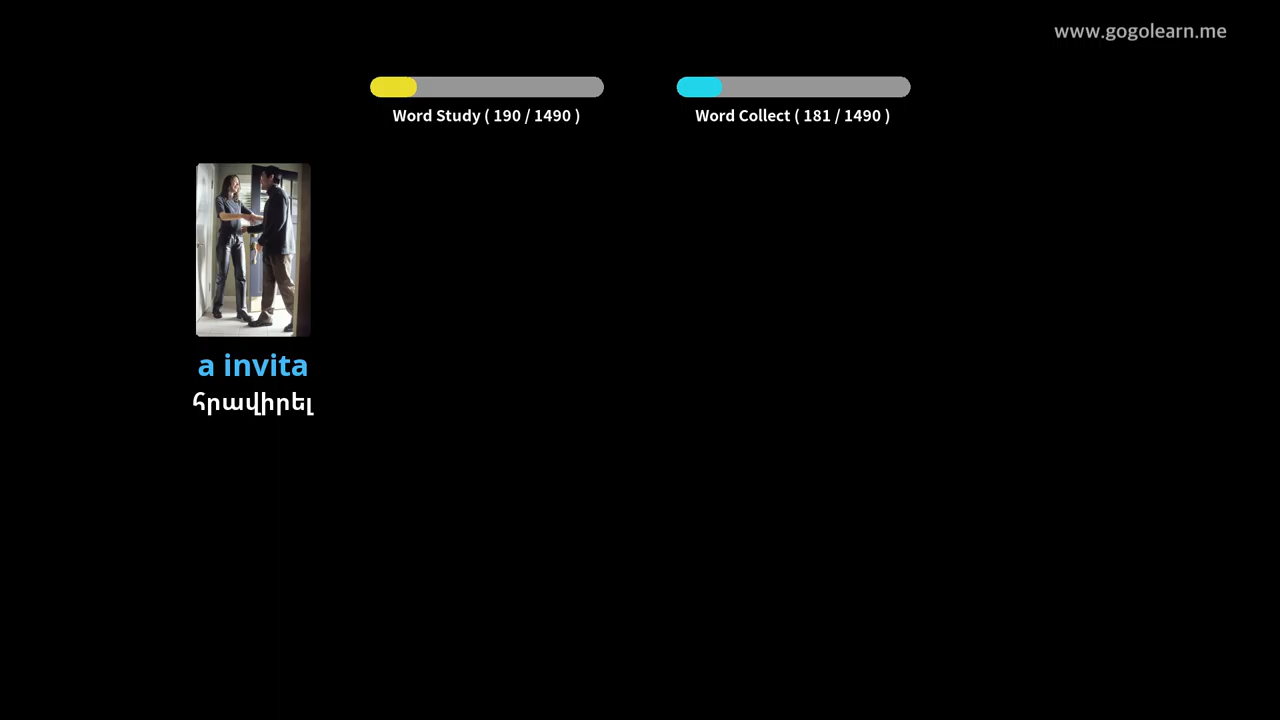 www.gogolearn.me
Word Study ( 190 / 1490 )
Word Collect ( 181 / 1490 )
a invita
հրավիրել